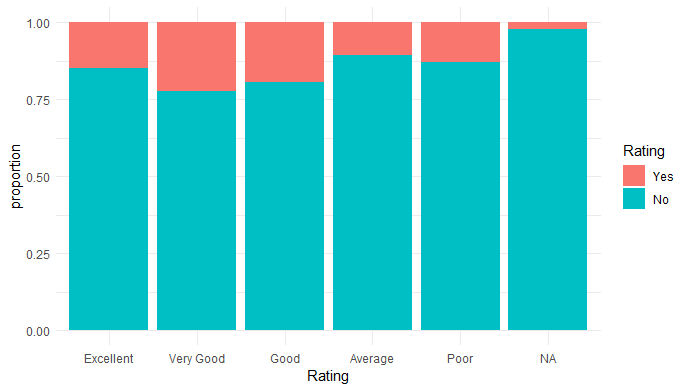 1.00
0.75
0.50
0.25
0.00
proportion
Excellent Very Good Good Average Poor NA
Rating
Rating
Yes
No